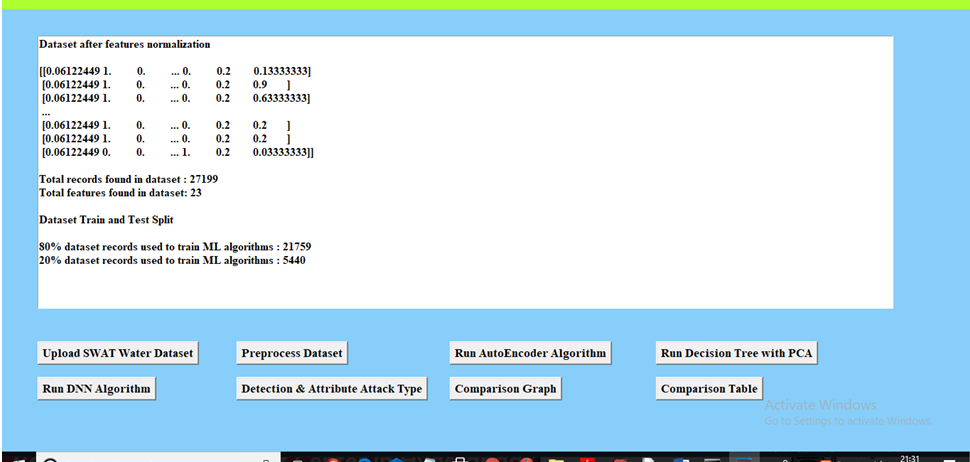 Dataset after features normalization
[[0.06122449 1. 0. ... 0. 0.2 0.13333333]
[0.06122449 1. 0. ... 0. 0.2 0.9 ]
[0.06122449 1. 0. ... 0. 0.2 0.63333333]
...
[0.06122449 1. 0. ... 0. 0.2 0.2 ]
[0.06122449 1. 0. ... 0. 0.2 0.2 ]
[0.06122449 0. 0. ... 1. 0.2 0.03333333]]
Total records found in dataset : 27199
Total features found in dataset: 23
Dataset Train and Test Split
80% dataset records used to train ML algorithms : 21759
20% dataset records used to train ML algorithms : 5440
Upload SWAT Water Dataset Preprocess Dataset Run AutoEncoder Algorithm Run Decision Tree with PCA
Run DNN Algorithm Detection & Attribute Attack Type Comparison Graph Comparison Table
Activate Windows
Go to Settings to activate Windows.
21:31